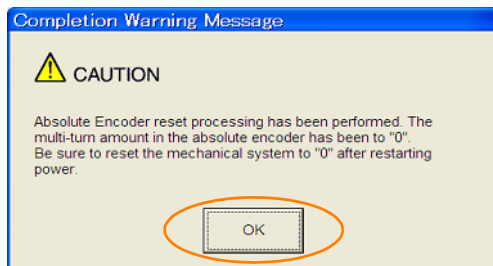 Completion Warning Message
CAUTION
Absolute Encoder reset processing has been performed. The
multi-turn amount in the absolute encoder has been to "0".
Be sure to reset the mechanical system to "0" after restarting
power.
OK